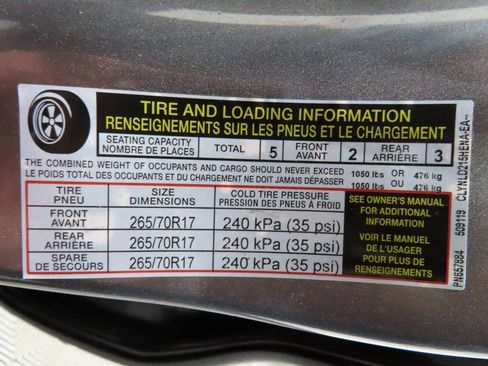 TIRE AND LOADING INFORMATION
RENSEIGNEMENTS SUR LES PNEUS ET LE CHARGEMENT
SEATING CAPACITY
NOMBRE DE PLACES
TOTAL 5
FRONT
AVANT 2
REAR
ARRIÈRE 3
THE COMBINED WEIGHT OF OCCUPANTS AND CARGO SHOULD NEVER EXCEED 1050 lbs OR 476 kg
LE POIDS TOTAL DES OCCUPANTS ET DU CHARGEMENT NE DOIT JAMAIS DÉPASSER 1050 lbs OU 476 kg
TIRE
PNEU
SIZE
DIMENSIONS
COLD TIRE PRESSURE
PRESSION DES PNEUS À FROID
FRONT
AVANT
265/70R17 240 kPa (35 psi)
REAR
ARRIÈRE
265/70R17 240 kPa (35 psi)
SPARE
DE SECOURS
265/70R17 240 kPa (35 psi)
SEE OWNER'S MANUAL
FOR ADDITIONAL
INFORMATION
VOIR LE MANUEL
DE L'USAGER
POUR PLUS DE
RENSEIGNEMENTS
PN657884 509119 CLYNLD215HENA-EA--